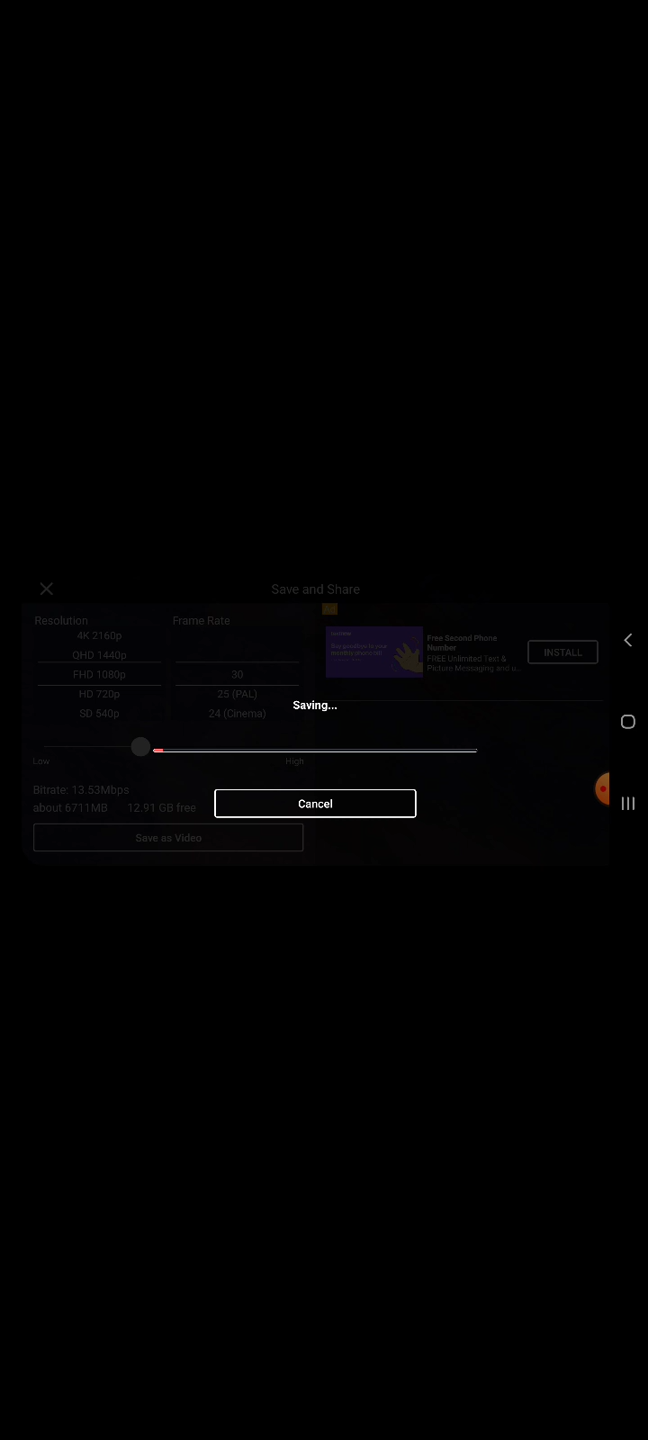 Save and Share
Resolution
Frame Rate
4K 2160p
QHD 1440p
FHD 1080p
HD 720p
SD 540p
30
25 (PAL)
24 (Cinema)
Ad
Free Second Phone
Number
FREE Unlimited Text &
Picture Messaging and u...
INSTALL
Saving...
Low
High
Bitrate: 13.53Mbps
about 6711MB 12.91 GB free
Cancel
Save as Video